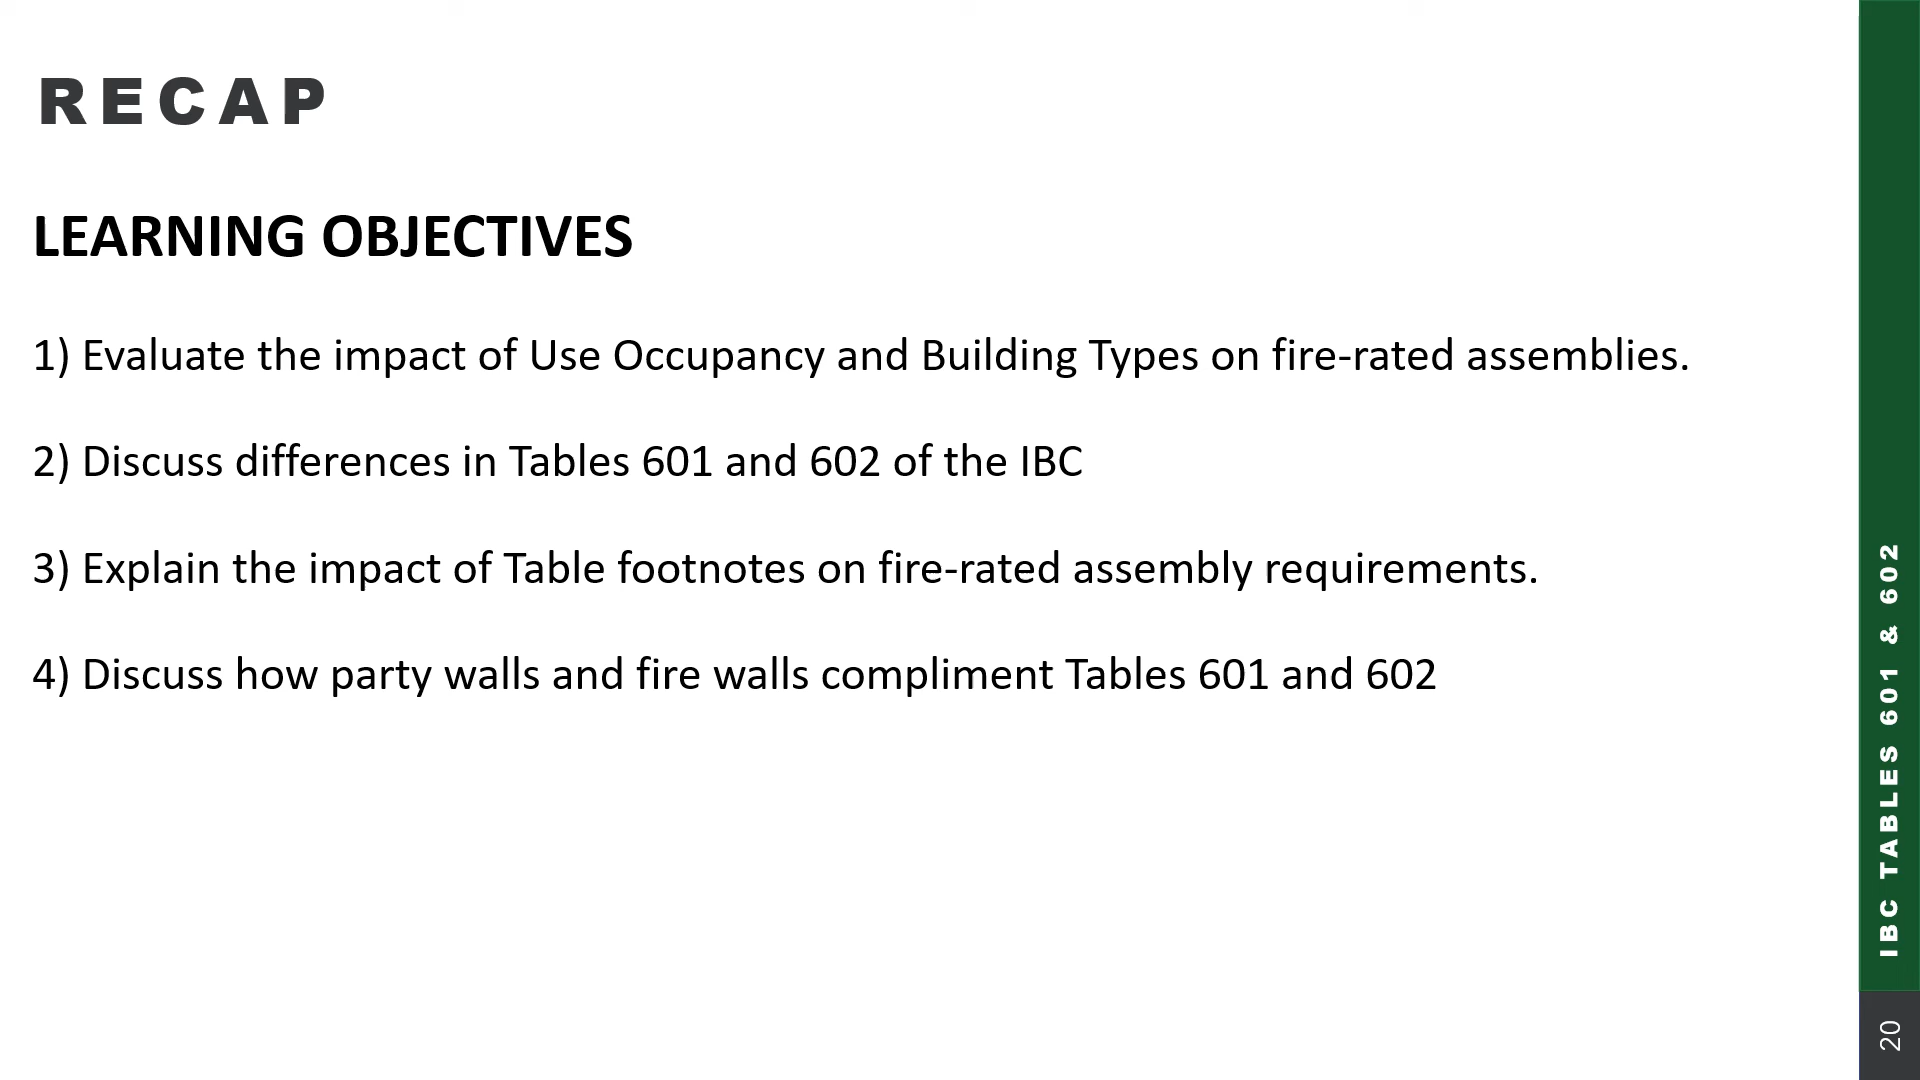 RECAP
LEARNING OBJECTIVES
1) Evaluate the impact of Use Occupancy and Building Types on fire-rated assemblies.
2) Discuss differences in Tables 601 and 602 of the IBC
3) Explain the impact of Table footnotes on fire-rated assembly requirements.
4) Discuss how party walls and fire walls compliment Tables 601 and 602
IBC TABLES 601 & 602
20